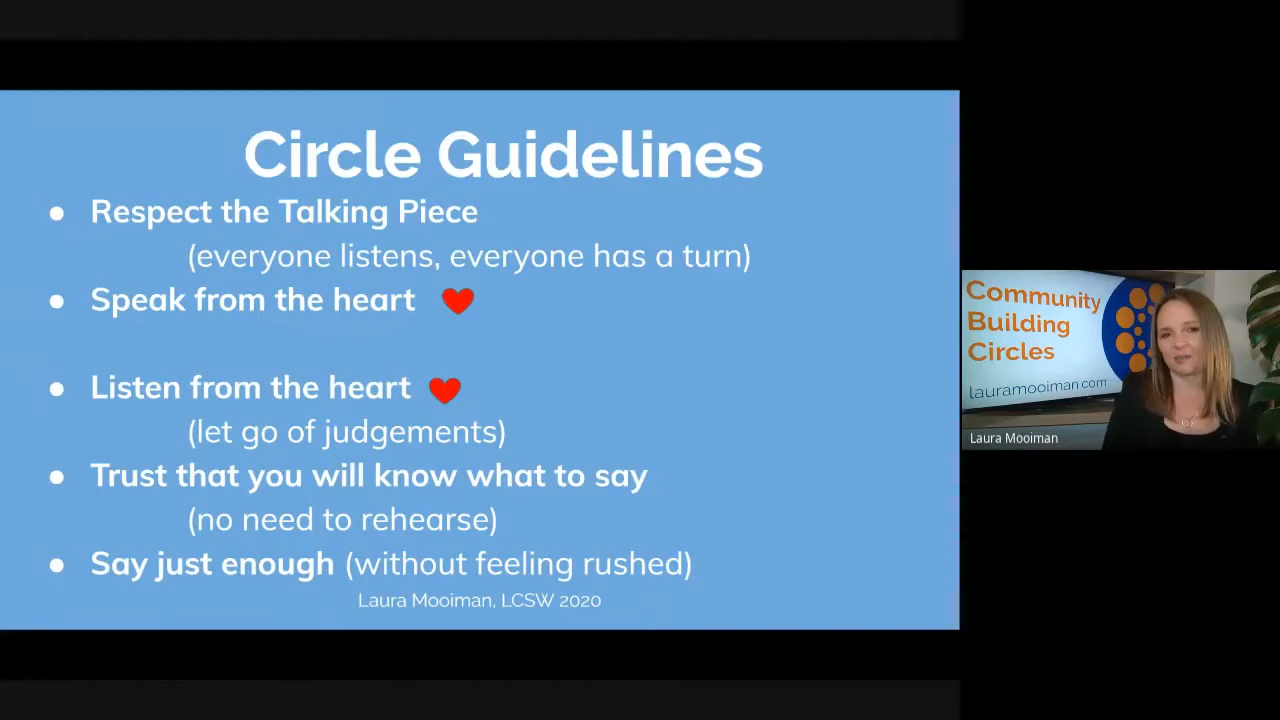 Circle Guidelines
● Respect the Talking Piece
(everyone listens, everyone has a turn)
● Speak from the heart
● Listen from the heart
(let go of judgements)
● Trust that you will know what to say
(no need to rehearse)
● Say just enough (without feeling rushed)
Laura Mooiman, LCSW 2020
Community
Building
Circles
lauramooiman.com
Laura Mooiman